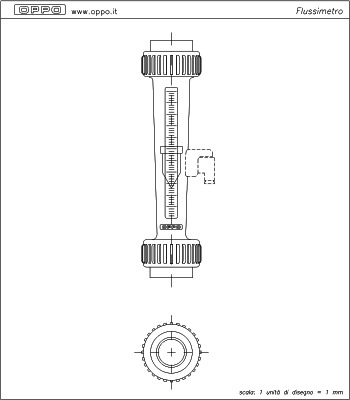 OPPO www.oppo.it Flussimetro
OPPO
scala: 1 unità di disegno = 1 mm